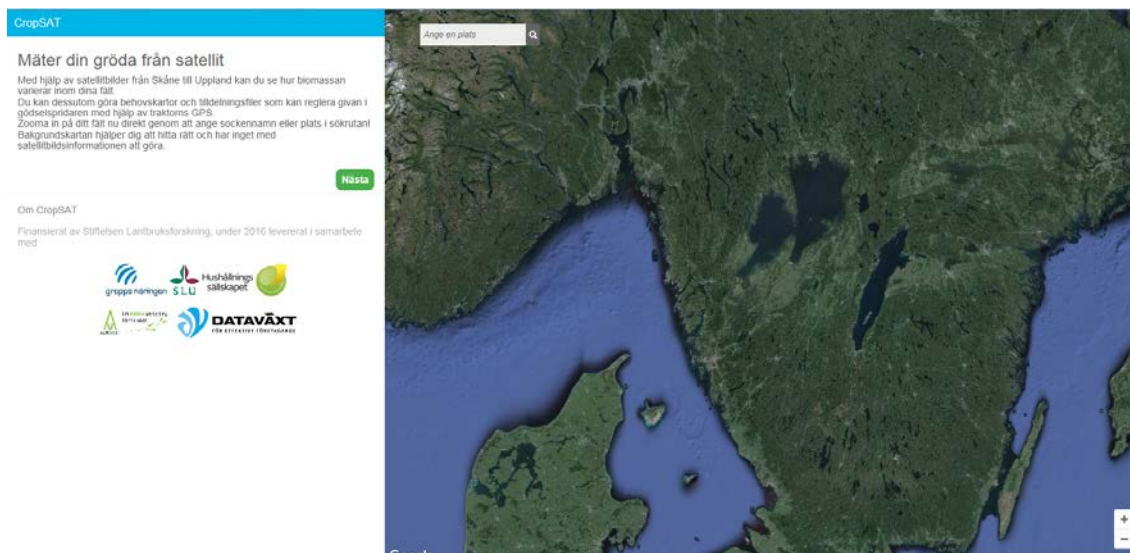 CropSAT
Mäter din gröda från satellit
Med hjälp av satellitbilder från Skåne till Uppland kan du se hur biomassan
varierar inom dina fält.
Du kan dessutom göra behovskartor och tilldelningsfiler som kan reglera givan i
gödselspridaren med hjälp av traktorns GPS.
Zooma in på ditt fält nu direkt genom att ange sockennamn eller plats i sökrutan!
Bakgrundskartan hjälper dig att hitta rätt och har inget med
satellitbildsinformationen att göra.
Nästa
Om CropSAT
Finansierat av Stiftelsen Lantbruksforskning, under 2016 levererat i samarbete
med
greppa näringen
SLU
Hushållnings
sällskapet
DATAVÄXT
FÖR EFFEKTIVT FÖRETAGANDE
Ange en plats
+
−